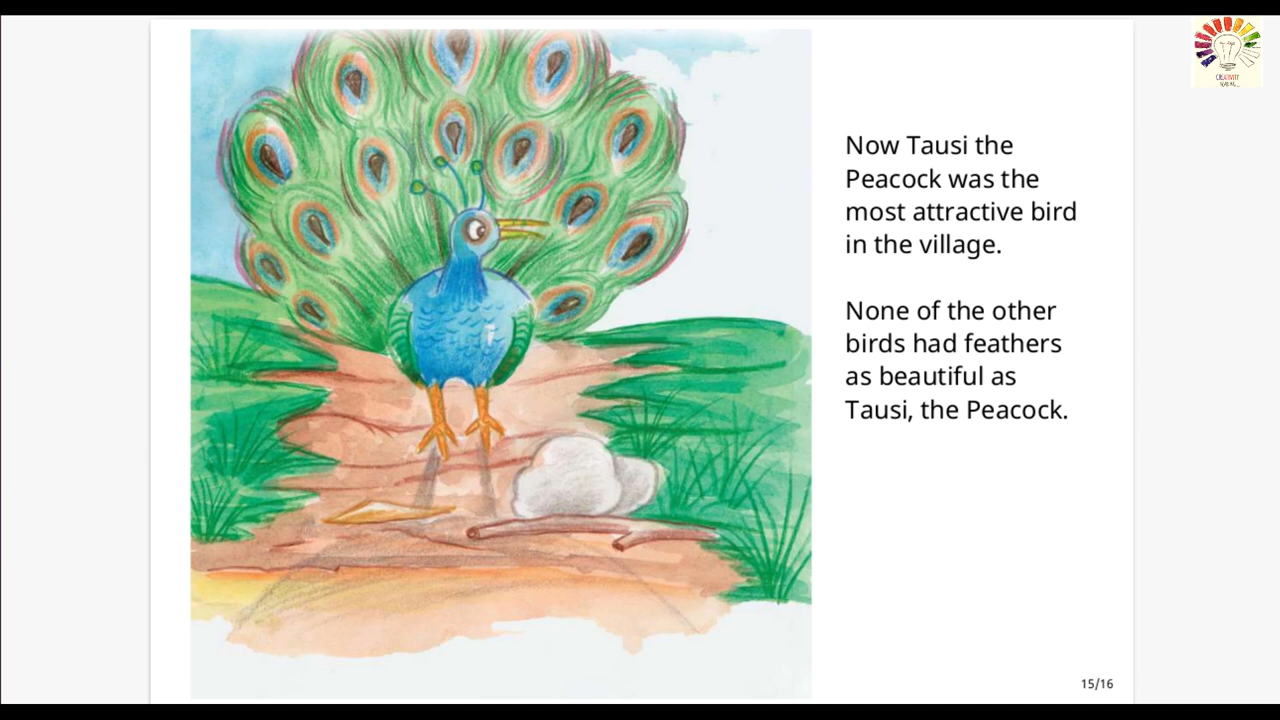 Now Tausi the
Peacock was the
most attractive bird
in the village.
None of the other
birds had feathers
as beautiful as
Tausi, the Peacock.
15/16
CREATIVITY